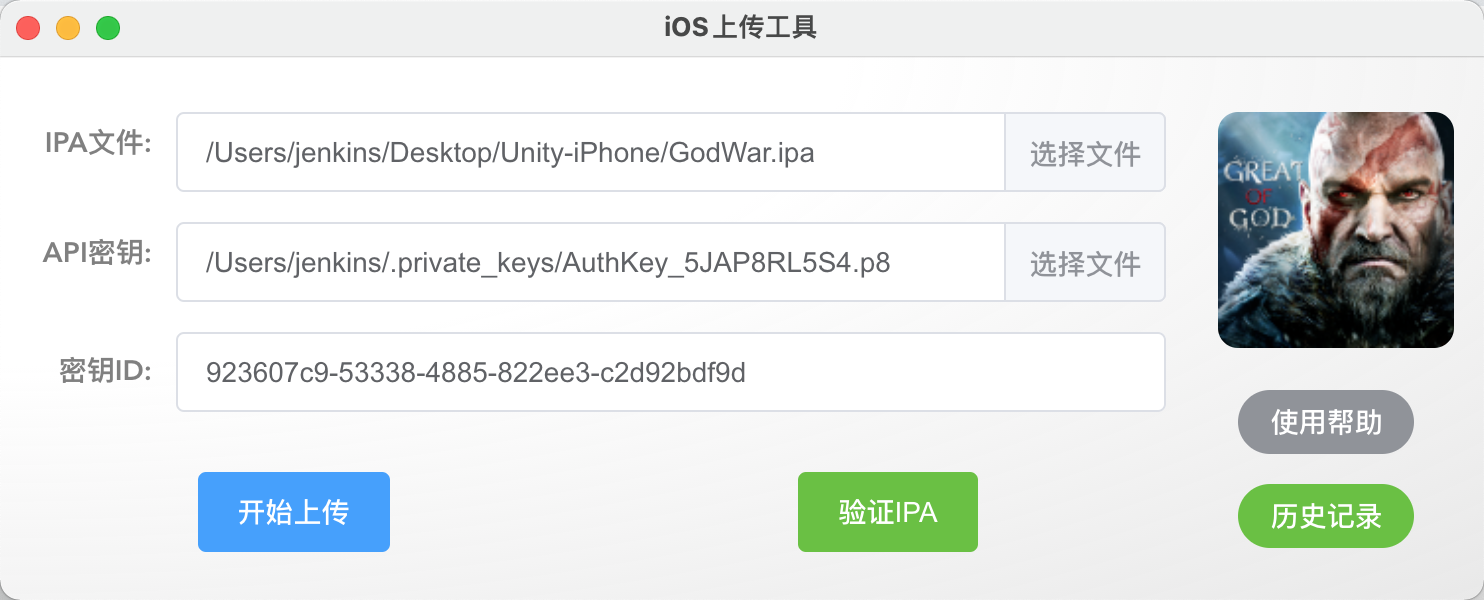 iOS上传工具
IPA文件:
/Users/jenkins/Desktop/Unity-iPhone/GodWar.ipa
选择文件
API密钥:
/Users/jenkins/.private_keys/AuthKey_5JAP8RL5S4.p8
选择文件
密钥ID:
923607c9-53338-4885-822ee3-c2d92bdf9d
开始上传
验证IPA
GREAT
OF
GOD
使用帮助
历史记录